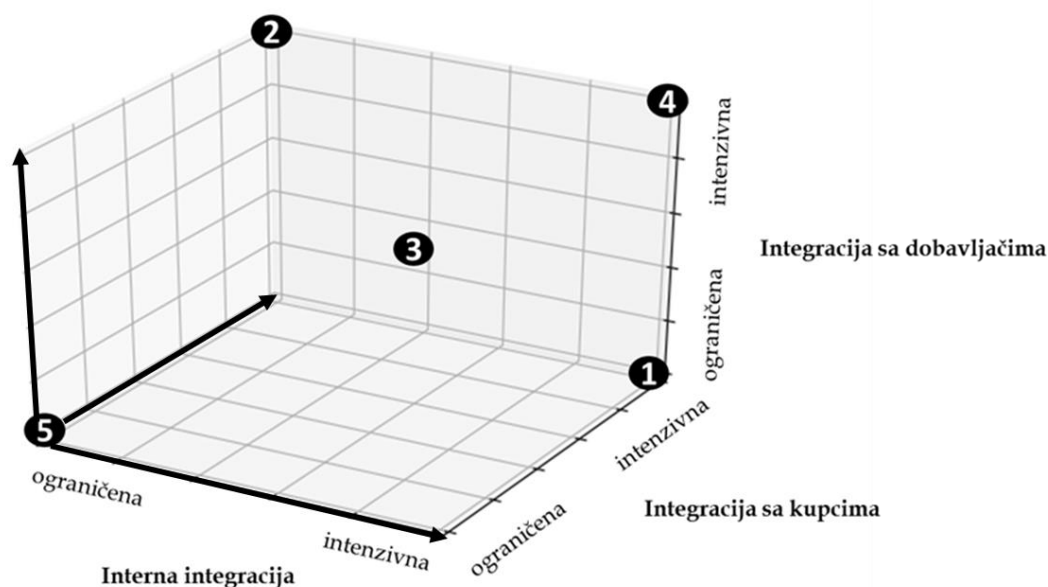 2
4
intenzivna
3
Integracija sa dobavljačima
ograničena
1
5
intenzivna
ograničena
Integracija sa kupcima
ograničena
intenzivna
Interna integracija